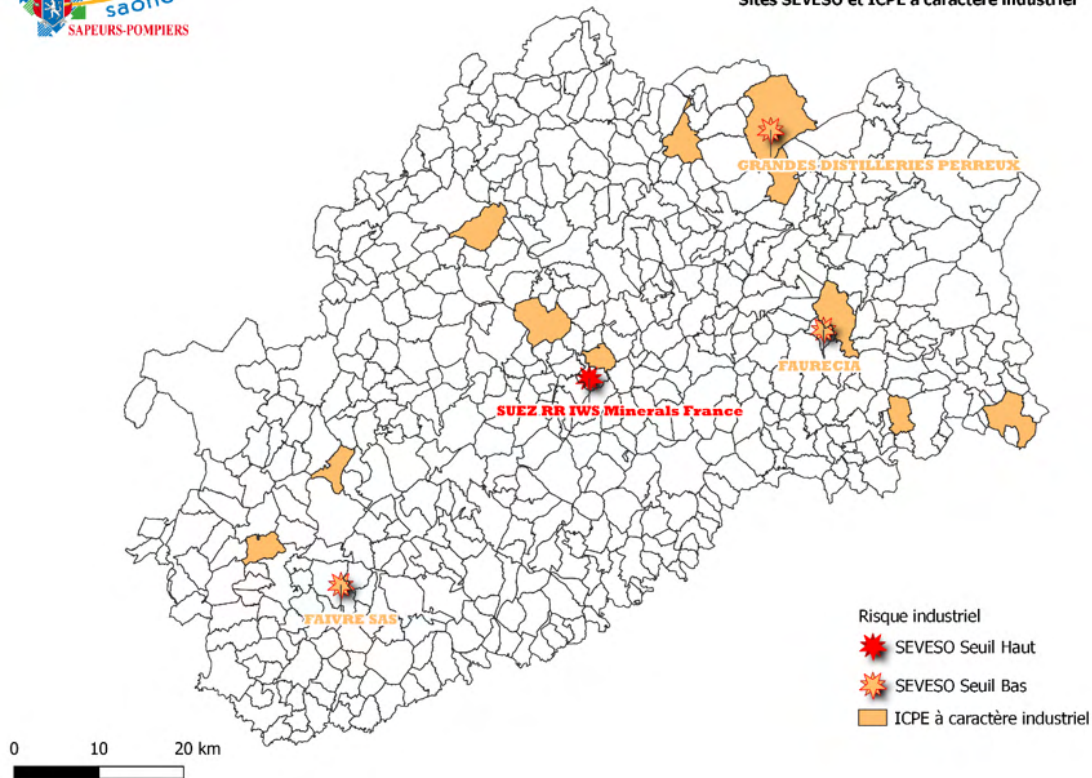 saône
SAPEURS-POMPIERS
Sites SEVESO et ICPE à caractère industriel
GRANDES DISTILLERIES PERREUX
FAURECIA
SUEZ RR IWS Minerals France
FAIVRE SAS
Risque industriel
SEVESO Seuil Haut
SEVESO Seuil Bas
ICPE à caractère industriel
0 10 20 km